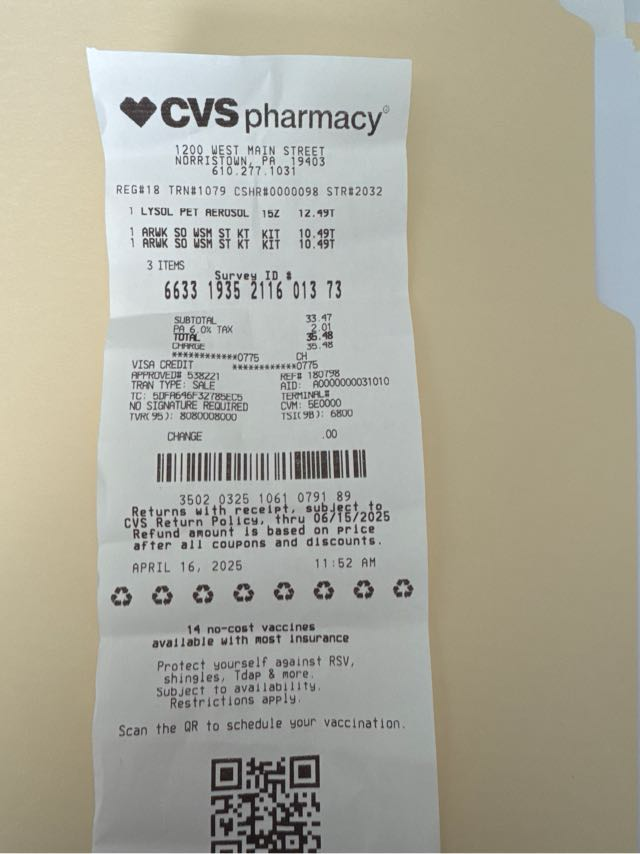 CVS pharmacy®
1200 WEST MAIN STREET
NORRISTOWN, PA 19403
610.277.1031
REG#18 TRN#1079 CSHR#0000098 STR#2032
1 LYSOL PET AEROSOL 15Z 12.49T
1 ARWK SO WSM ST KT KIT 10.49T
1 ARWK SO WSM ST KT KIT 10.49T
3 ITEMS
Survey ID #
6633 1935 2116 013 73
SUBTOTAL 33.47
PA 6.0% TAX 2.01
TOTAL 35.48
CHARGE 35.48
************0775 CH
VISA CREDIT ************0775
APPROVED# 538221 REF# 180798
TRAN TYPE: SALE AID: A0000000031010
TC: 5DFA646F32785EC5 TERMINAL#
NO SIGNATURE REQUIRED CVM: 5E0000
TVR(95): 8080008000 TSI(9B): 6800
CHANGE .00
3502 0325 1061 0791 89
Returns with receipt, subject to
CVS Return Policy, thru 06/15/2025
Refund amount is based on price
after all coupons and discounts.
APRIL 16, 2025 11:52 AM
14 no-cost vaccines
available with most insurance
Protect yourself against RSV,
shingles, Tdap & more.
Subject to availability.
Restrictions apply.
Scan the QR to schedule your vaccination.